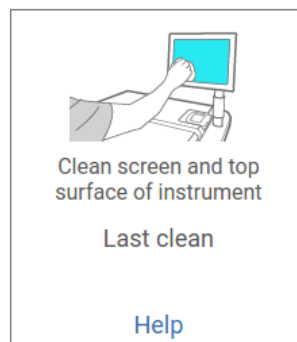 Clean screen and top
surface of instrument
Last clean
Help